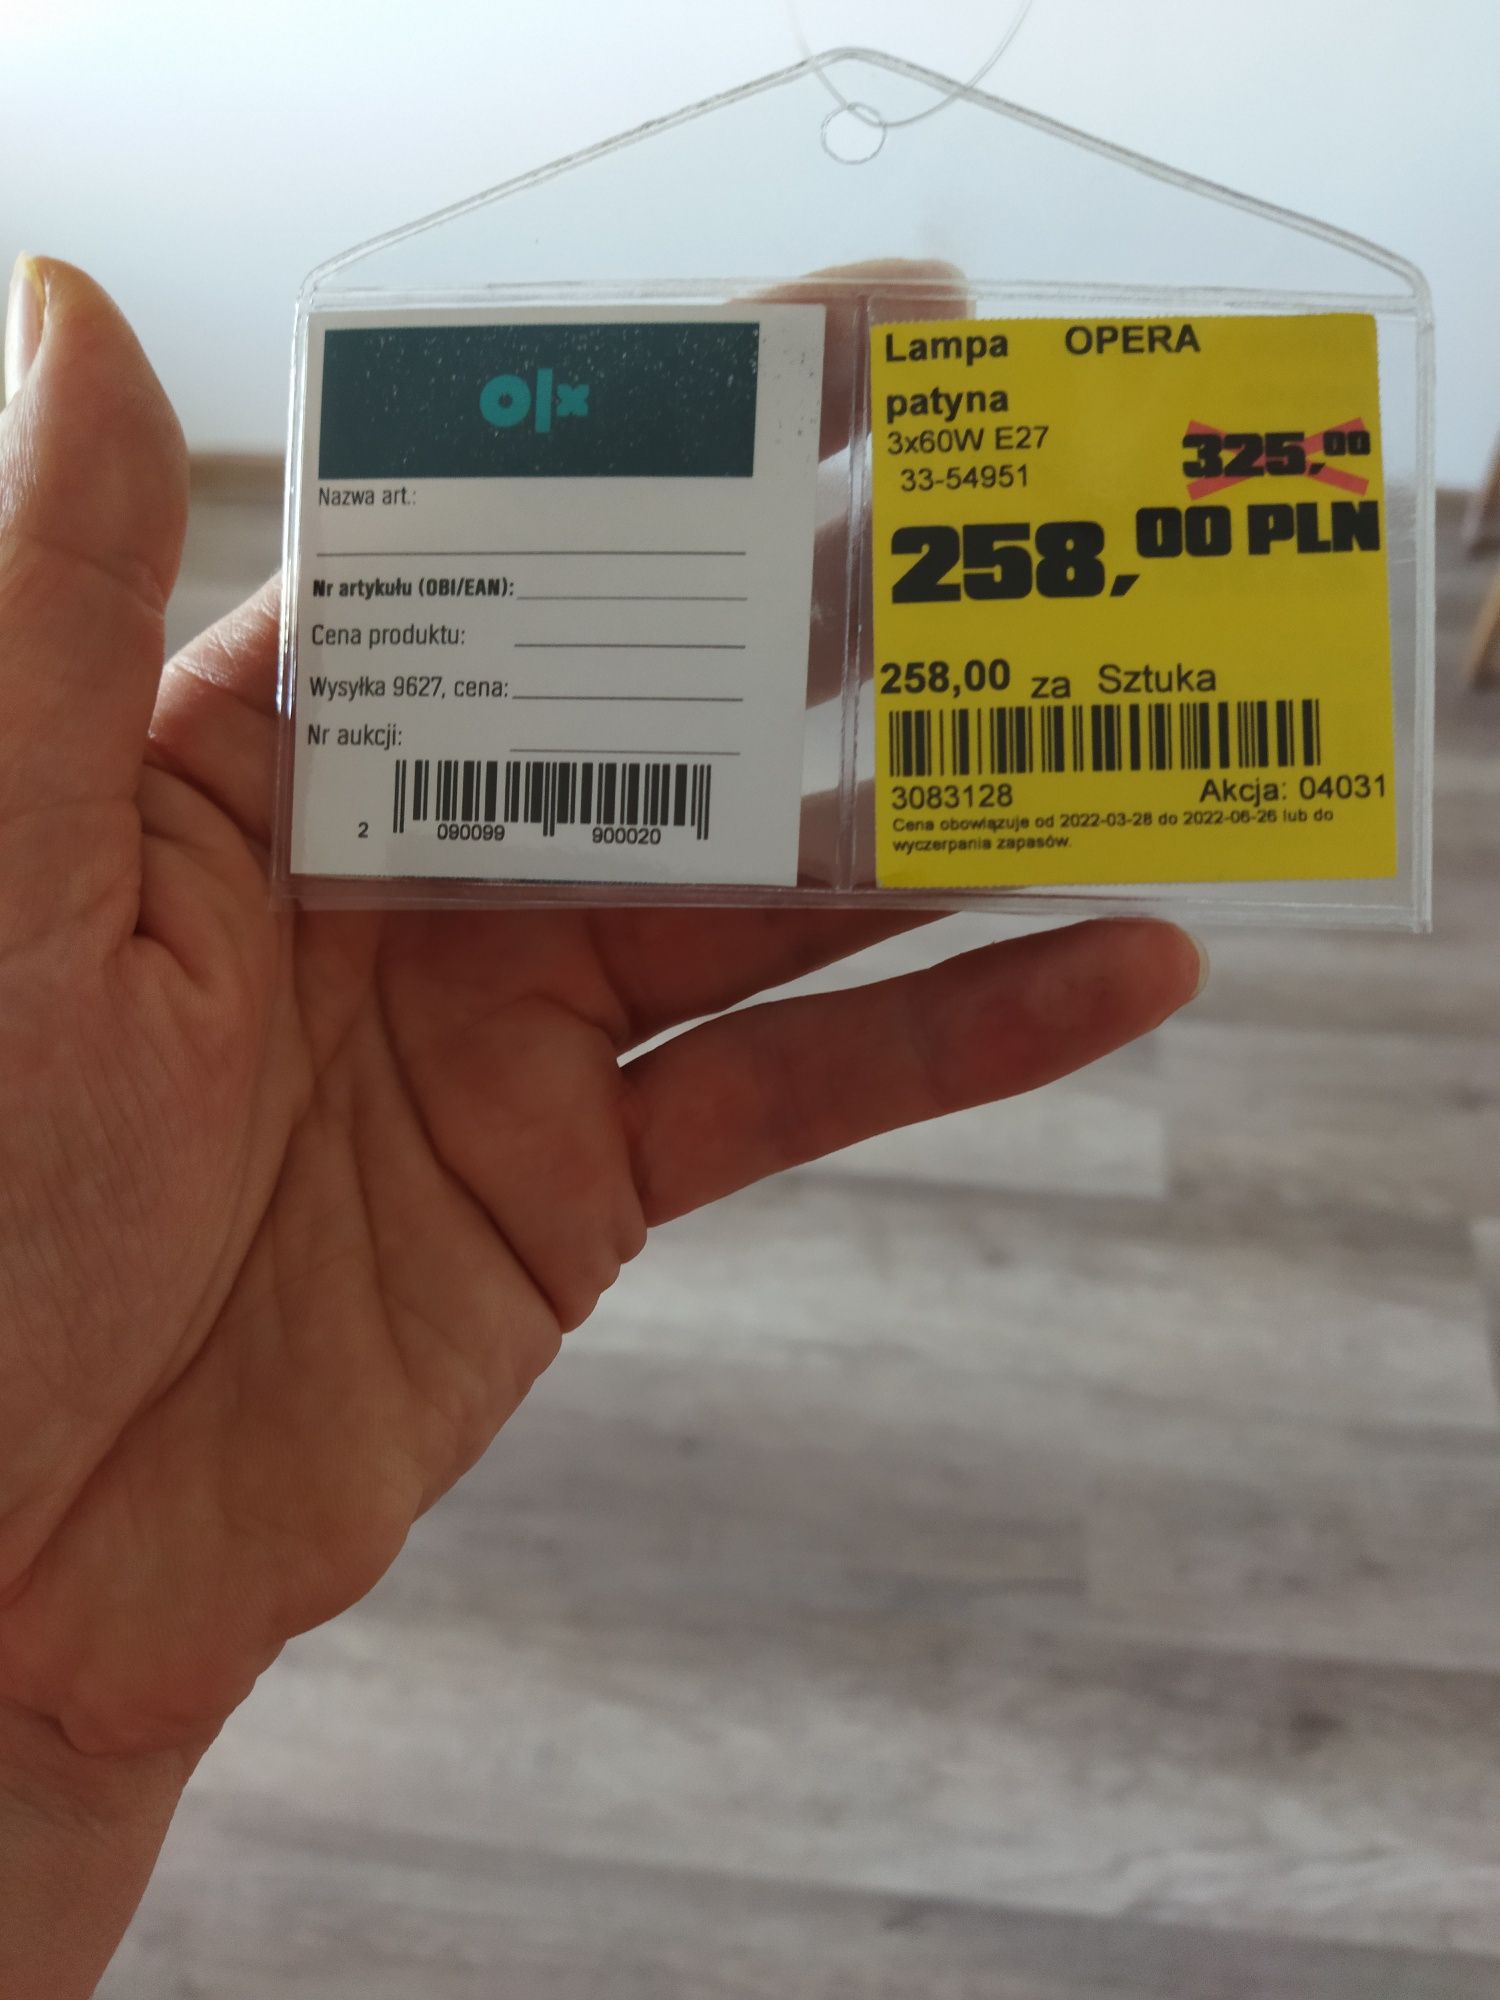 olx
Nazwa art.:
Nr artykułu (OBI/EAN):
Cena produktu:
Wysyłka 9627, cena:
Nr aukcji:
2 090099 900020
Lampa OPERA
patyna
3x60W E27
33-54951
325,00
258,00 PLN
258,00 za Sztuka
3083128 Akcja: 04031
Cena obowiązuje od 2022-03-28 do 2022-06-26 lub do
wyczerpania zapasów.